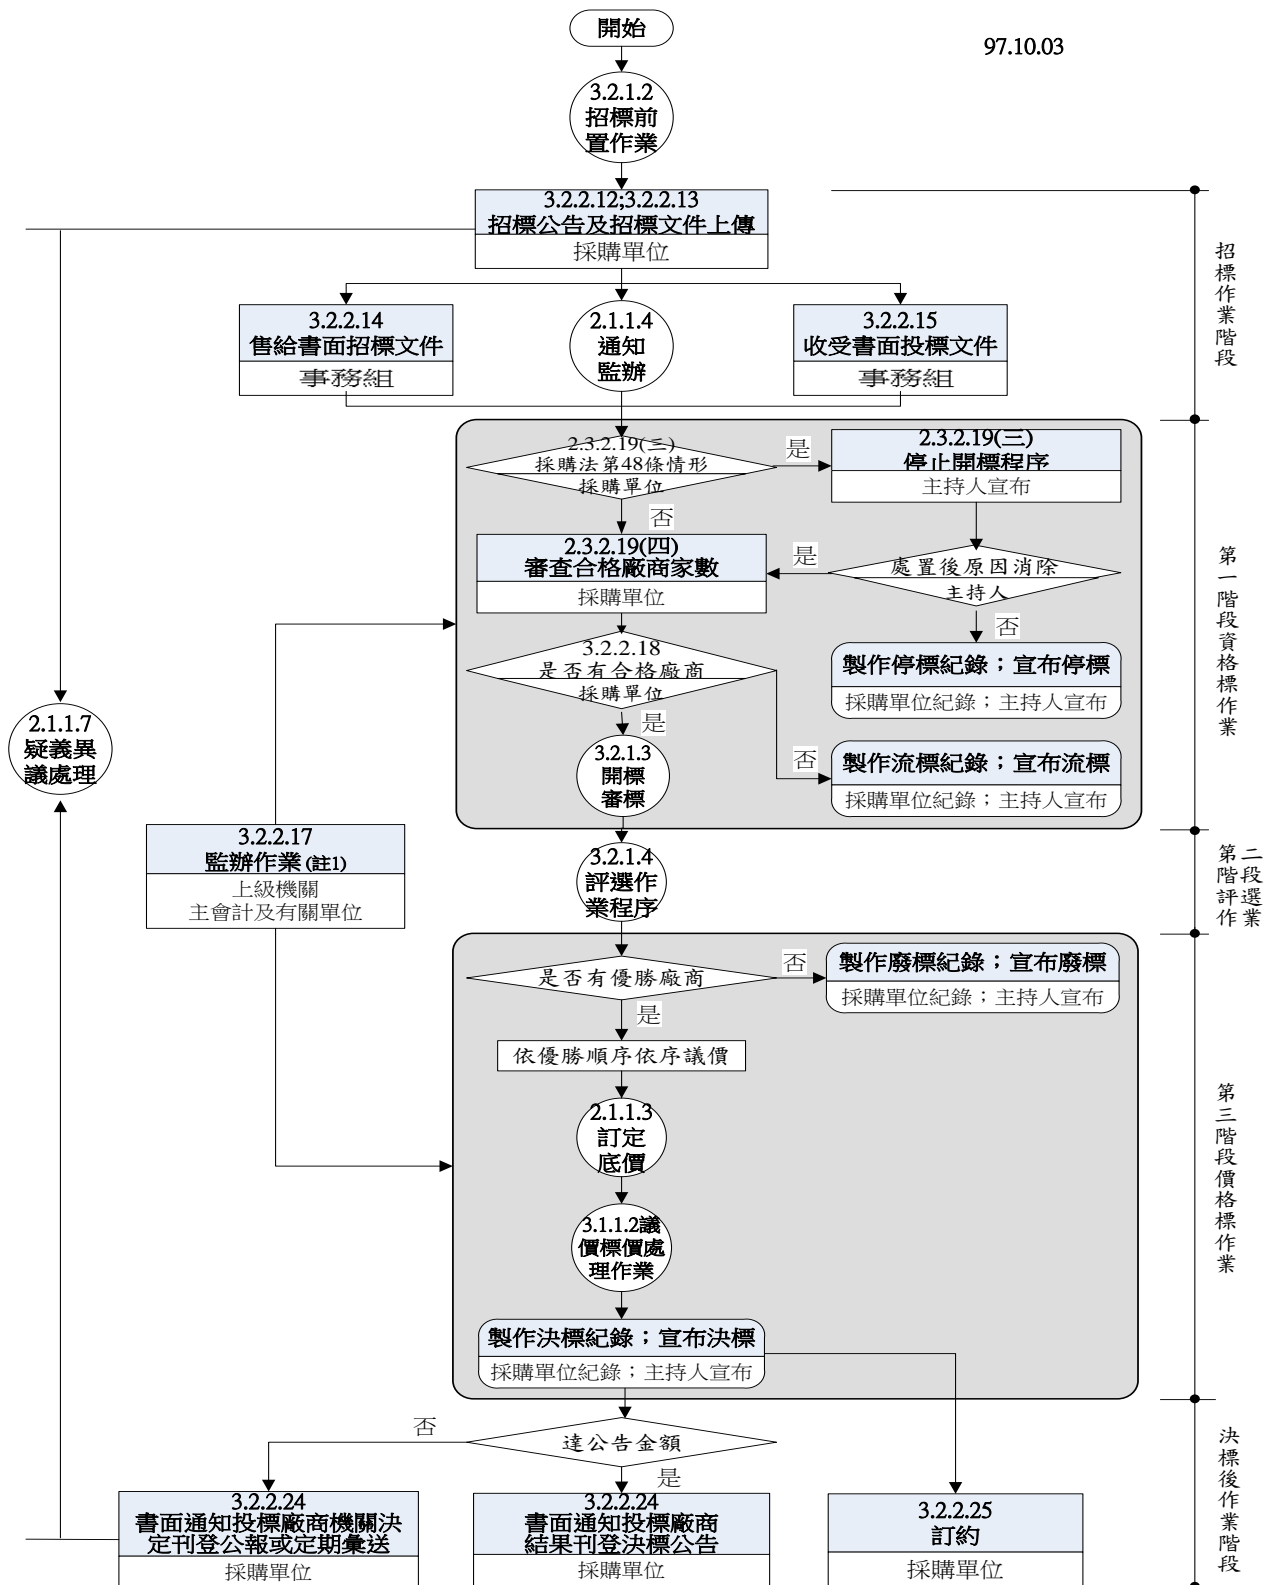 開始
97.10.03
3.2.1.2
招標前
置作業
3.2.2.12;3.2.2.13
招標公告及招標文件上傳
採購單位
招標作業階段
3.2.2.14
售給書面招標文件
事務組
2.1.1.4
通知
監辦
3.2.2.15
收受書面投標文件
事務組
2.3.2.19(三)
採購法第48條情形
採購單位
是
2.3.2.19(三)
停止開標程序
主持人宣布
否
2.3.2.19(四)
審查合格廠商家數
採購單位
是
處置後原因消除
主持人
否
第一階段資格標作業
3.2.2.18
是否有合格廠商
採購單位
製作停標紀錄；宣布停標
採購單位紀錄；主持人宣布
是
3.2.1.3
開標
審標
否
製作流標紀錄；宣布流標
採購單位紀錄；主持人宣布
2.1.1.7
疑義異
議處理
3.2.2.17
監辦作業(註1)
上級機關
主會計及有關單位
3.2.1.4
評選作
業程序
第二
階段
評選
作業
是否有優勝廠商
否
製作廢標紀錄；宣布廢標
採購單位紀錄；主持人宣布
是
依優勝順序依序議價
2.1.1.3
訂定
底價
第三階段價格標作業
3.1.1.2議
價標價處
理作業
製作決標紀錄；宣布決標
採購單位紀錄；主持人宣布
否
達公告金額
是
決標後作業階段
3.2.2.24
書面通知投標廠商機關決
定刊登公報或定期彙送
採購單位
3.2.2.24
書面通知投標廠商
結果刊登決標公告
採購單位
3.2.2.25
訂約
採購單位